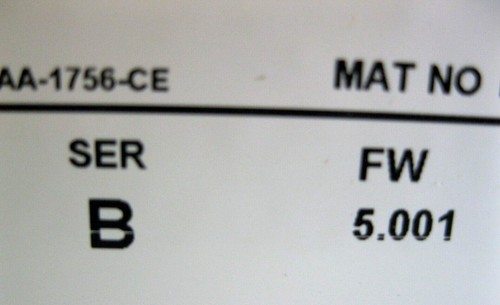 AA-1756-CE MAT NO
SER FW
B 5.001